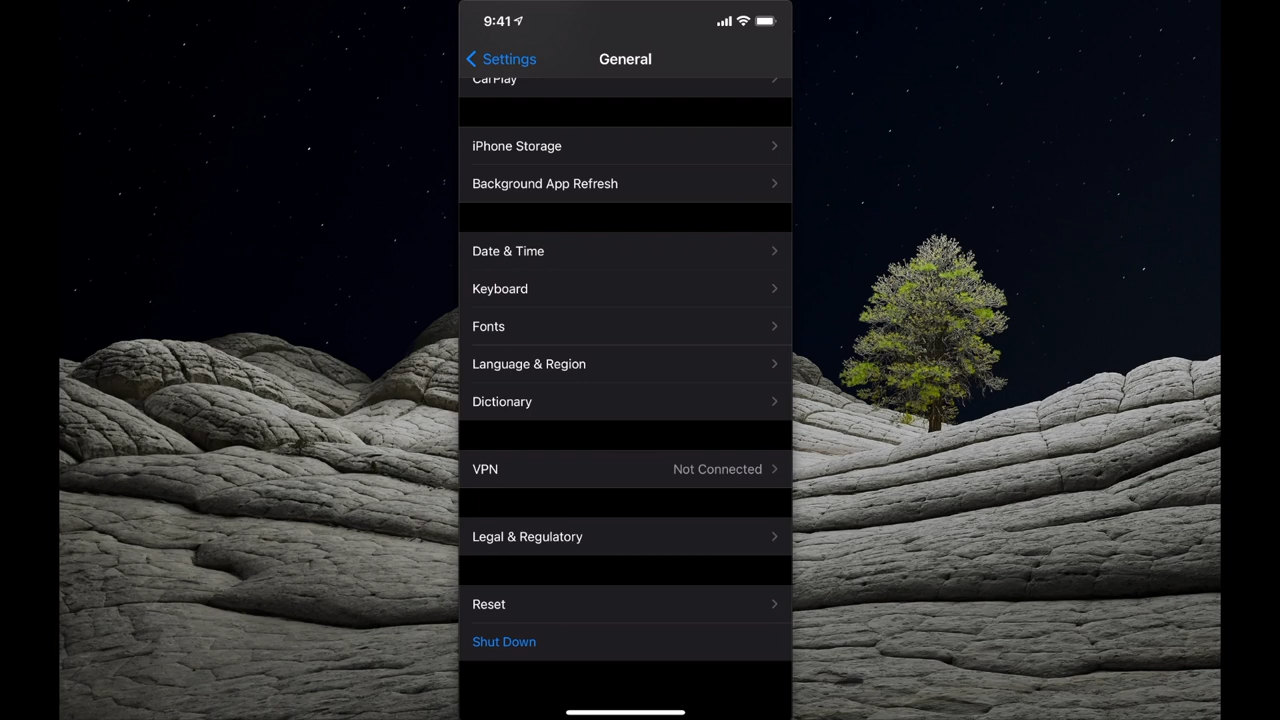 9:41
Settings
General
CarPlay
iPhone Storage
Background App Refresh
Date & Time
Keyboard
Fonts
Language & Region
Dictionary
VPN Not Connected
Legal & Regulatory
Reset
Shut Down